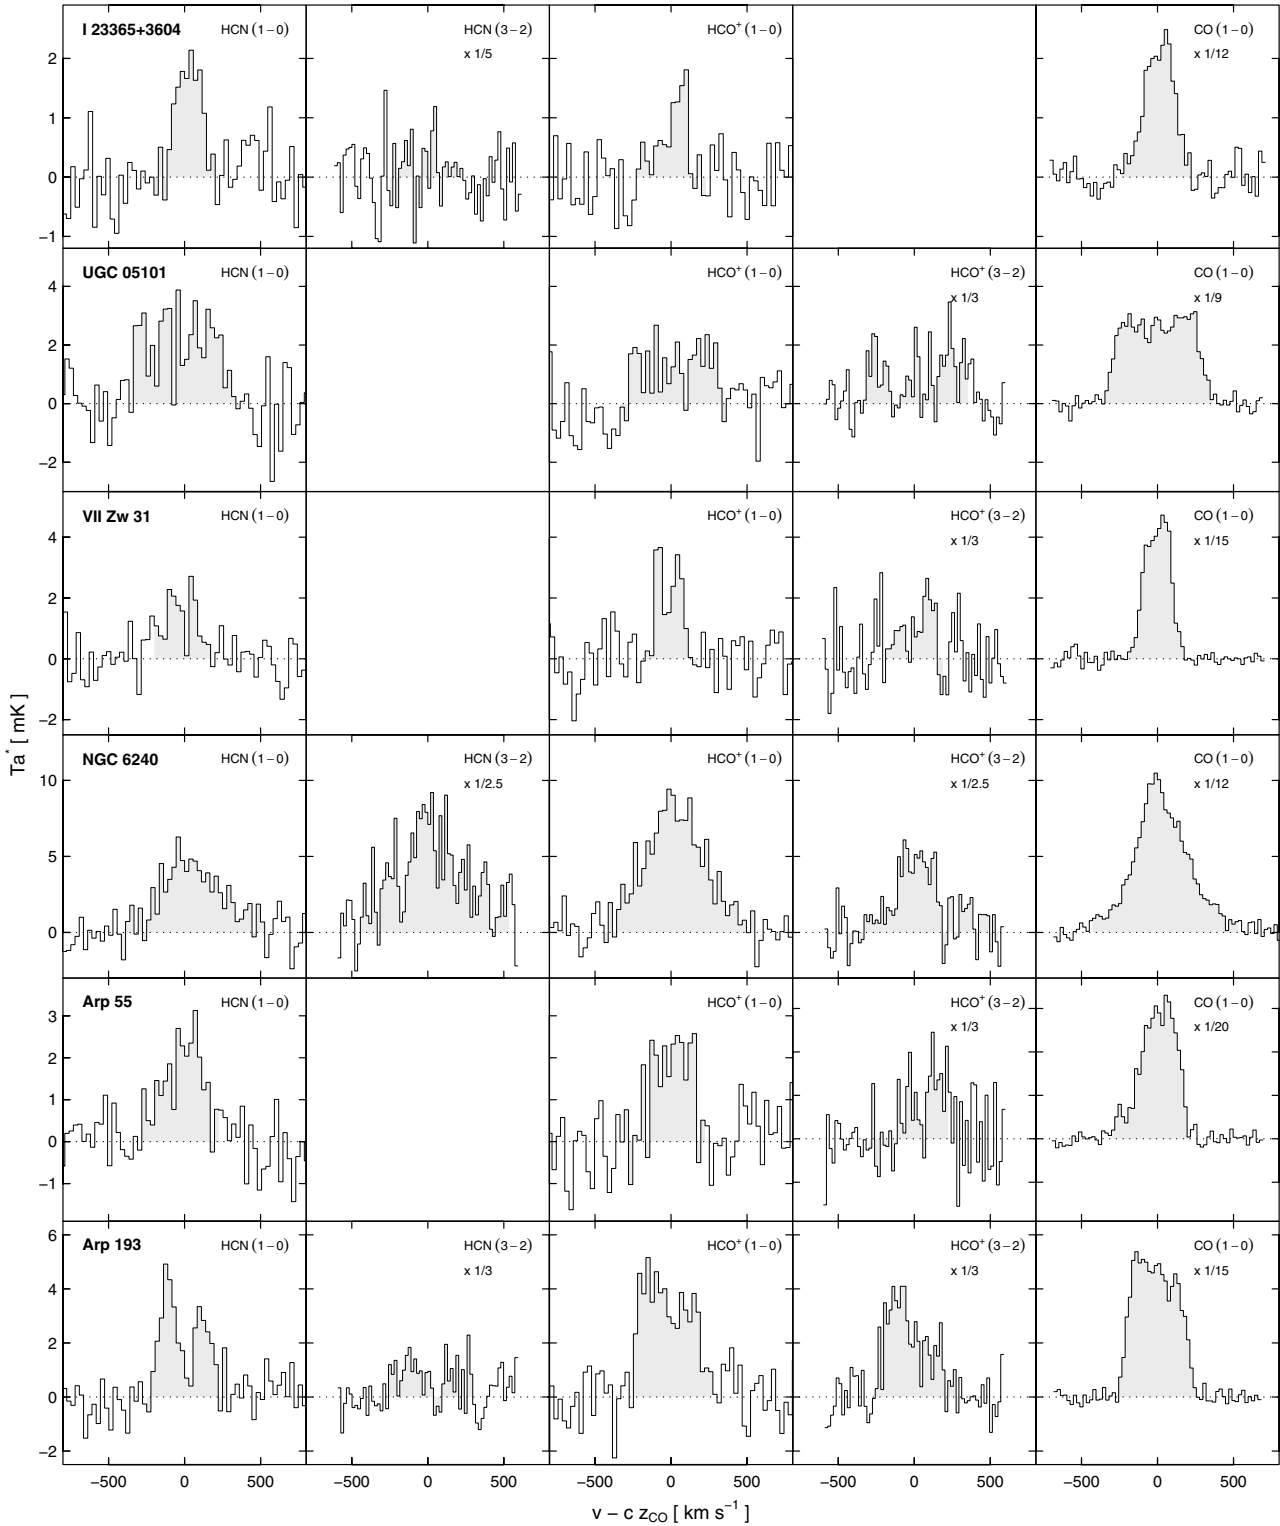 I 23365+3604 HCN (1−0) HCN (3−2) HCO⁺ (1−0) CO (1−0)
x 1/5 x 1/12
2
1
0
−1
UGC 05101 HCN (1−0) HCO⁺ (1−0) HCO⁺ (3−2) CO (1−0)
x 1/3 x 1/9
4
2
0
−2
VII Zw 31 HCN (1−0) HCO⁺ (1−0) HCO⁺ (3−2) CO (1−0)
x 1/3 x 1/15
4
2
0
−2
Ta* [ mK ]
NGC 6240 HCN (1−0) HCN (3−2) HCO⁺ (1−0) HCO⁺ (3−2) CO (1−0)
x 1/2.5 x 1/2.5 x 1/12
10
5
0
Arp 55 HCN (1−0) HCO⁺ (1−0) HCO⁺ (3−2) CO (1−0)
x 1/3 x 1/20
3
2
1
0
−1
Arp 193 HCN (1−0) HCN (3−2) HCO⁺ (1−0) HCO⁺ (3−2) CO (1−0)
x 1/3 x 1/3 x 1/15
6
4
2
0
−2
−500 0 500 −500 0 500 −500 0 500 −500 0 500 −500 0 500
v − c z_CO [ km s⁻¹ ]